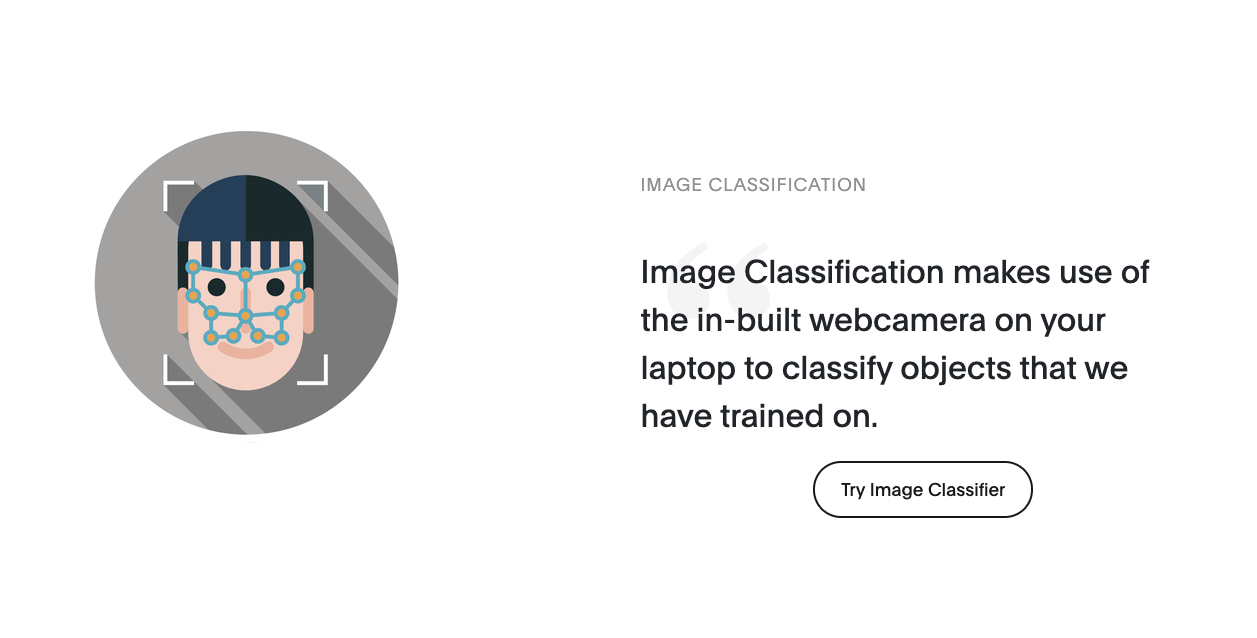 IMAGE CLASSIFICATION
Image Classification makes use of
the in-built webcamera on your
laptop to classify objects that we
have trained on.
Try Image Classifier